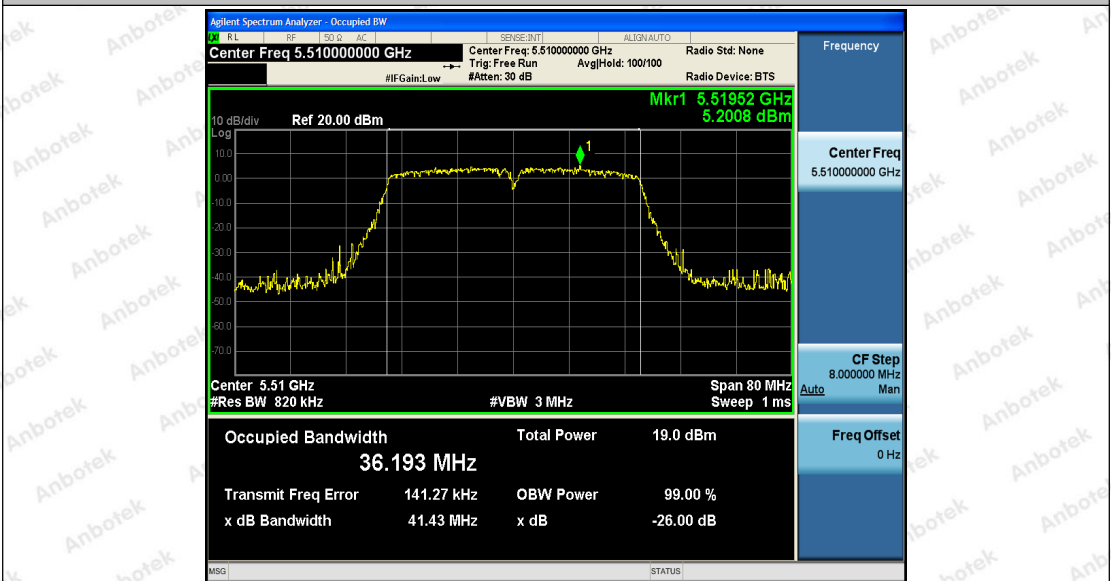 Agilent Spectrum Analyzer - Occupied BW
LXI RL RF 50 Ω AC SENSE:INT ALIGNAUTO
Center Freq 5.510000000 GHz
Center Freq: 5.510000000 GHz Radio Std: None
Trig: Free Run Avg|Hold: 100/100
#IFGain:Low #Atten: 30 dB Radio Device: BTS
Mkr1 5.51952 GHz
5.2008 dBm
10 dB/div Ref 20.00 dBm
Log
1
10.0
0.00
-10.0
-20.0
-30.0
-40.0
-50.0
-60.0
-70.0
Center 5.51 GHz Span 80 MHz
#Res BW 820 kHz #VBW 3 MHz Sweep 1 ms
Occupied Bandwidth Total Power 19.0 dBm
36.193 MHz
Transmit Freq Error 141.27 kHz OBW Power 99.00 %
x dB Bandwidth 41.43 MHz x dB -26.00 dB
MSG STATUS
Frequency
Center Freq
5.510000000 GHz
CF Step
8.000000 MHz
Auto Man
Freq Offset
0 Hz
Anbotek